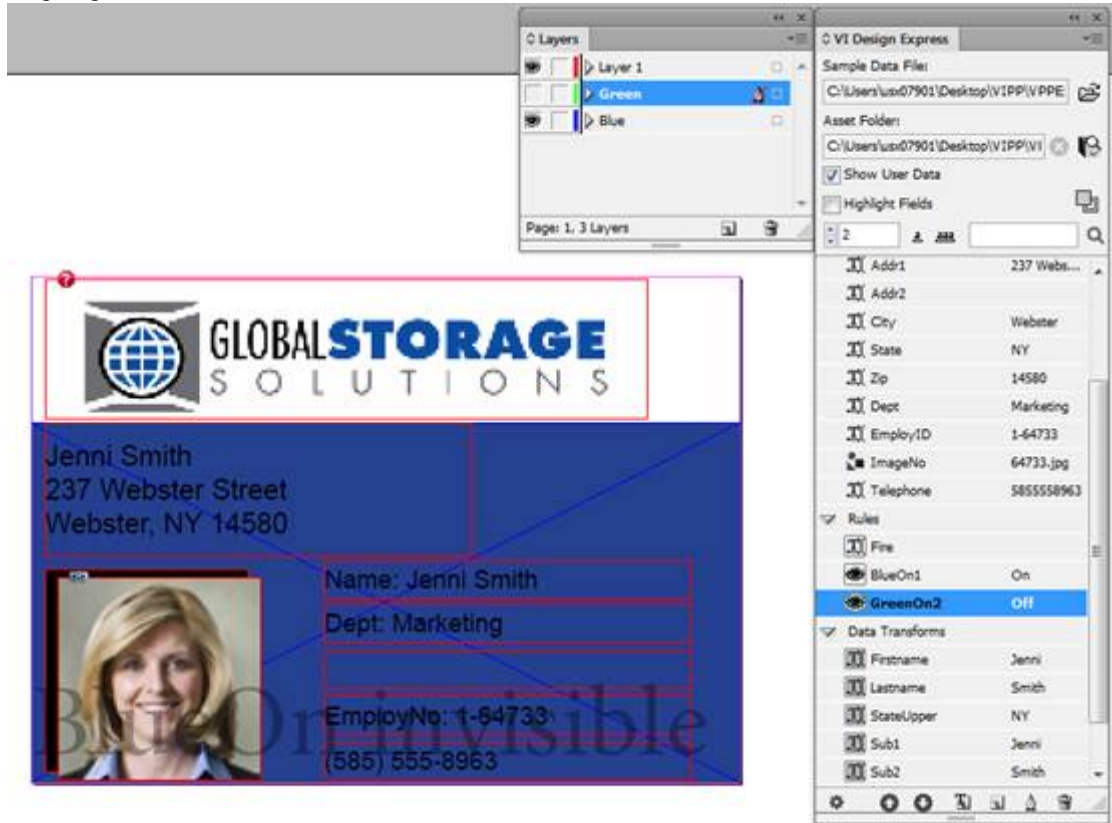 Layers
Layer 1
Green
Blue
Page: 1, 3 Layers
VI Design Express
Sample Data File:
C:\Users\usx07901\Desktop\VIPP\VPPE
Asset Folder:
C:\Users\usx07901\Desktop\VIPP\VI
Show User Data
Highlight Fields
2
Addr1 237 Webs...
Addr2
City Webster
State NY
Zip 14580
Dept Marketing
EmployID 1-64733
ImageNo 64733.jpg
Telephone 5855558963
Rules
Fire
BlueOn1 On
GreenOn2 Off
Data Transforms
Firstname Jenni
Lastname Smith
StateUpper NY
Sub1 Jenni
Sub2 Smith
GLOBALSTORAGE
SOLUTIONS
Jenni Smith
237 Webster Street
Webster, NY 14580
Name: Jenni Smith
Dept: Marketing
EmployNo: 1-64733
(585) 555-8963
BlueOn invisible